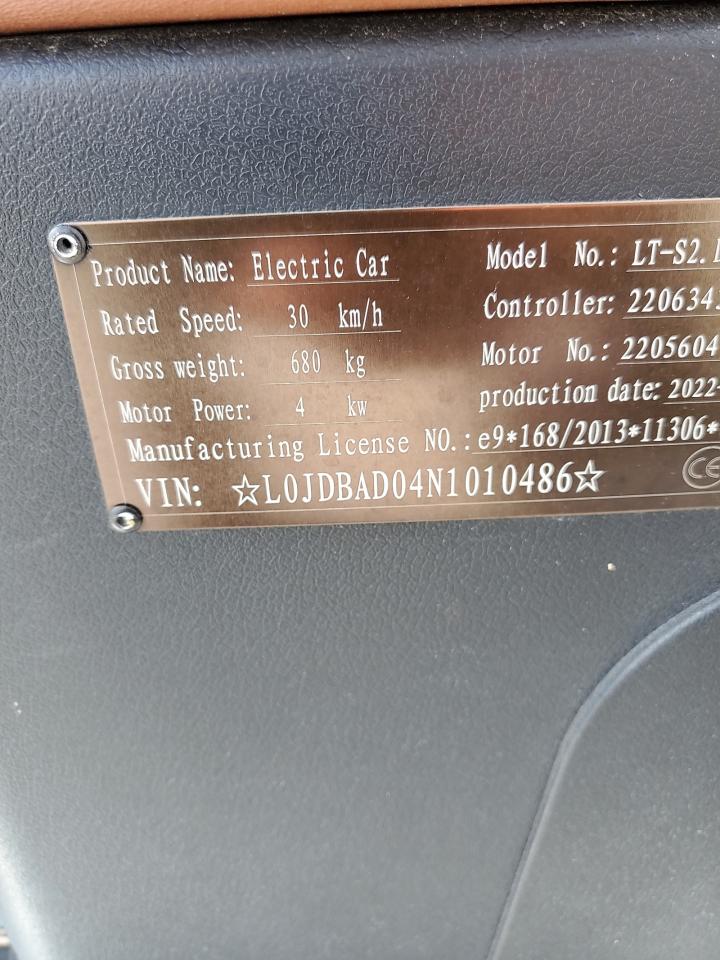 Product Name: Electric Car
Rated Speed: 30 km/h
Gross weight: 680 kg
Motor Power: 4 kw
Model No.: LT-S2.
Controller: 220634
Motor No.: 2205604
production date: 2022-
Manufacturing License NO.: e9*168/2013*11306*
CE
VIN: ☆L0JDBAD04N1010486☆